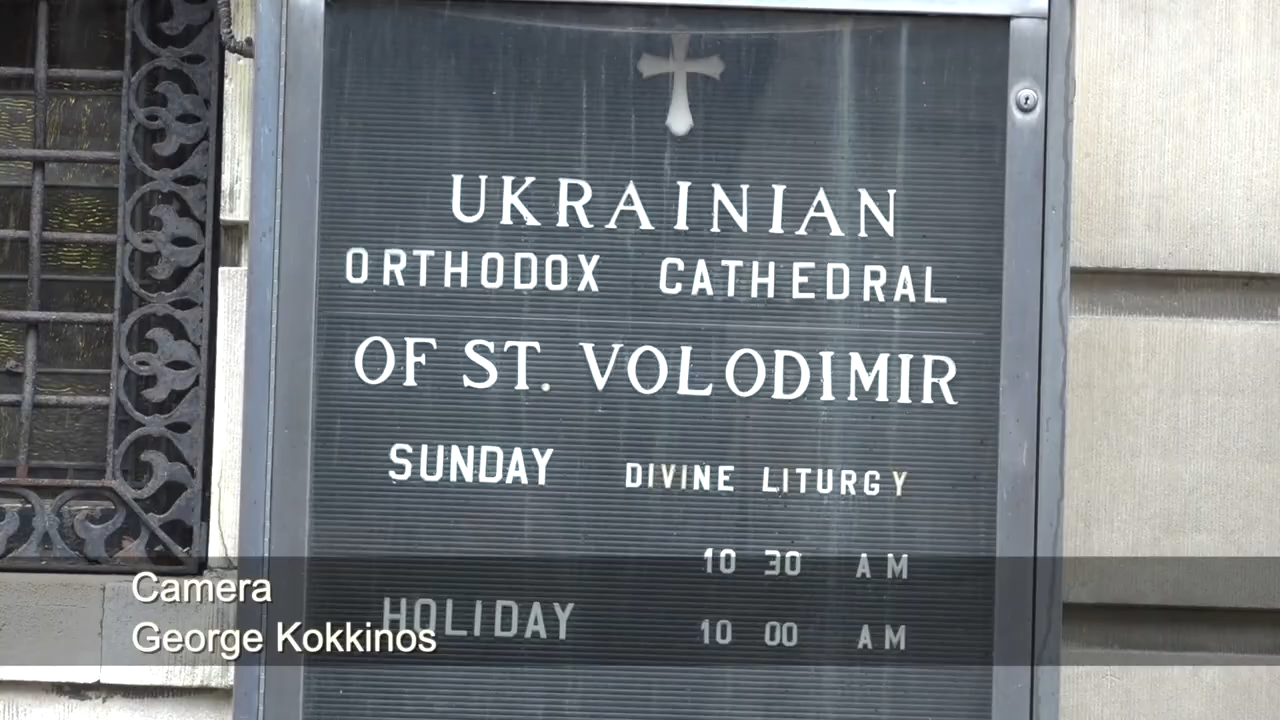 UKRAINIAN
ORTHODOX CATHEDRAL
OF ST. VOLODIMIR
SUNDAY DIVINE LITURGY
10 30 AM
HOLIDAY 10 00 AM
Camera
George Kokkinos